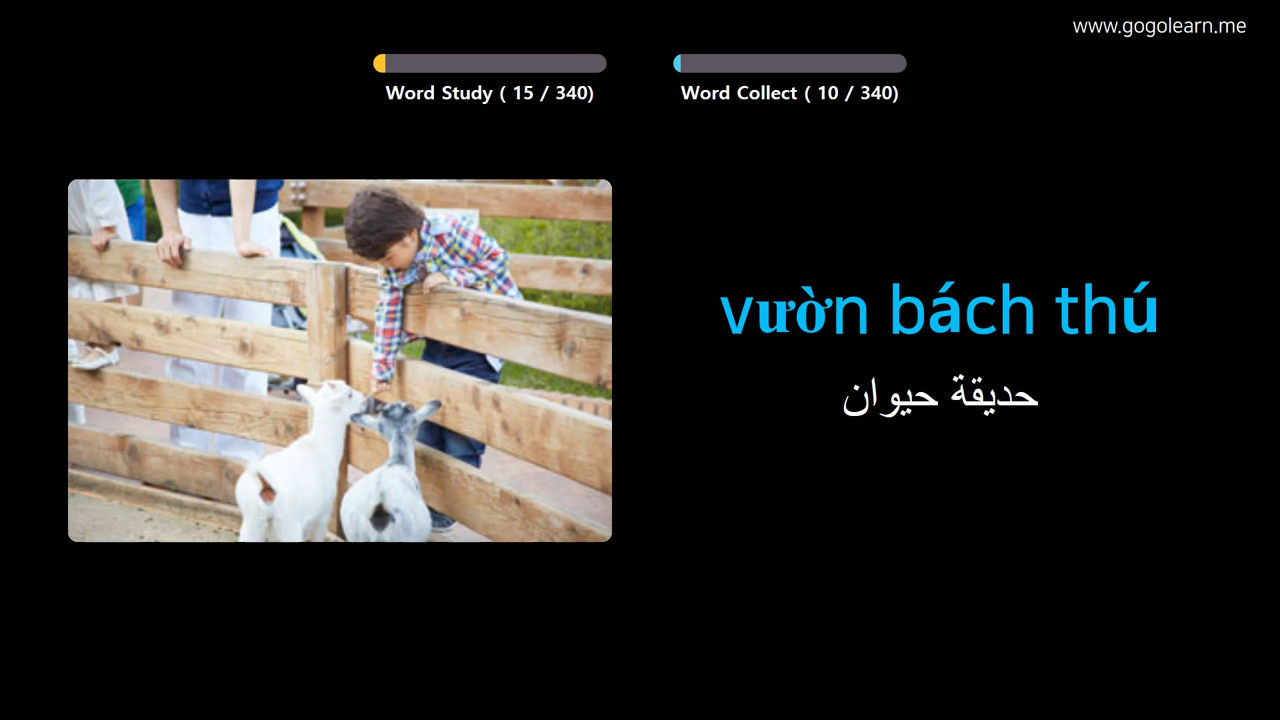 www.gogolearn.me
Word Study ( 15 / 340)
Word Collect ( 10 / 340)
vườn bách thú
حديقة حيوان